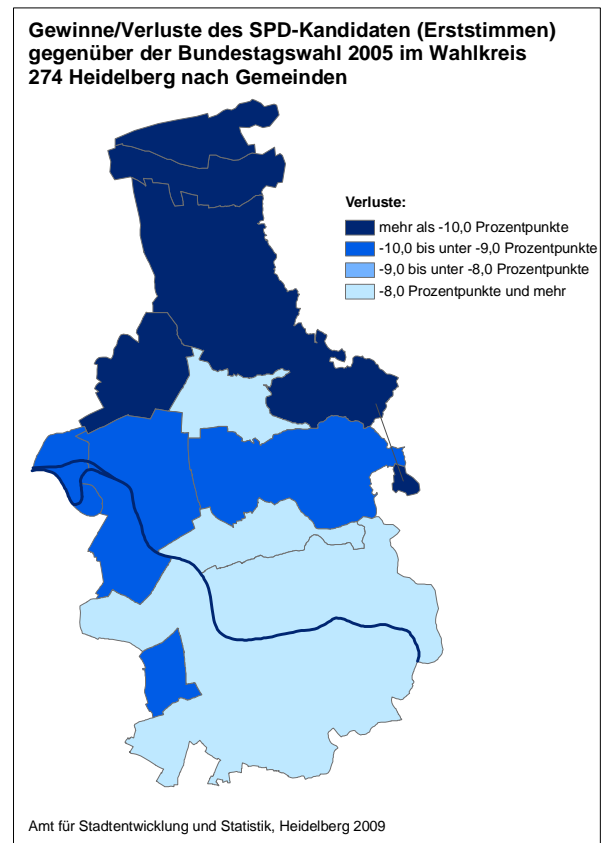 Gewinne/Verluste des SPD-Kandidaten (Erststimmen)
gegenüber der Bundestagswahl 2005 im Wahlkreis
274 Heidelberg nach Gemeinden
Verluste:
mehr als -10,0 Prozentpunkte
-10,0 bis unter -9,0 Prozentpunkte
-9,0 bis unter -8,0 Prozentpunkte
-8,0 Prozentpunkte und mehr
Amt für Stadtentwicklung und Statistik, Heidelberg 2009